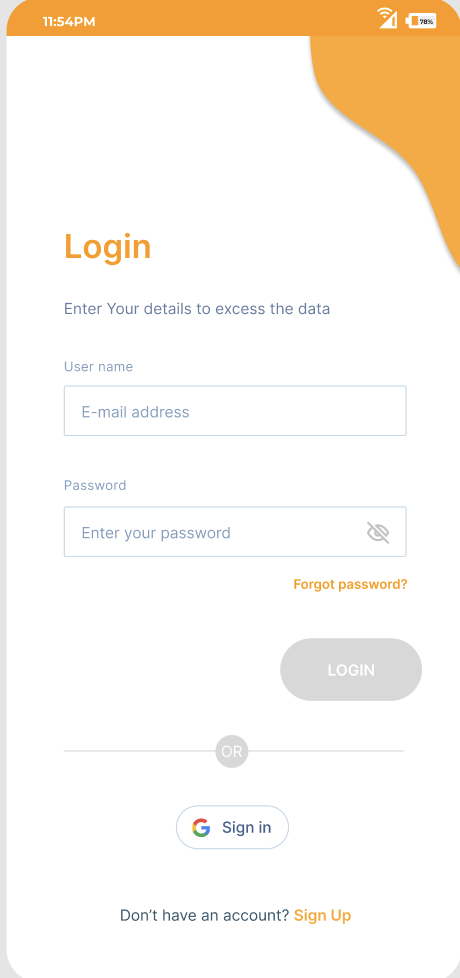 11:54PM
78%
Login
Enter Your details to excess the data
User name
E-mail address
Password
Enter your password
Forgot password?
LOGIN
OR
Sign in
Don't have an account? Sign Up